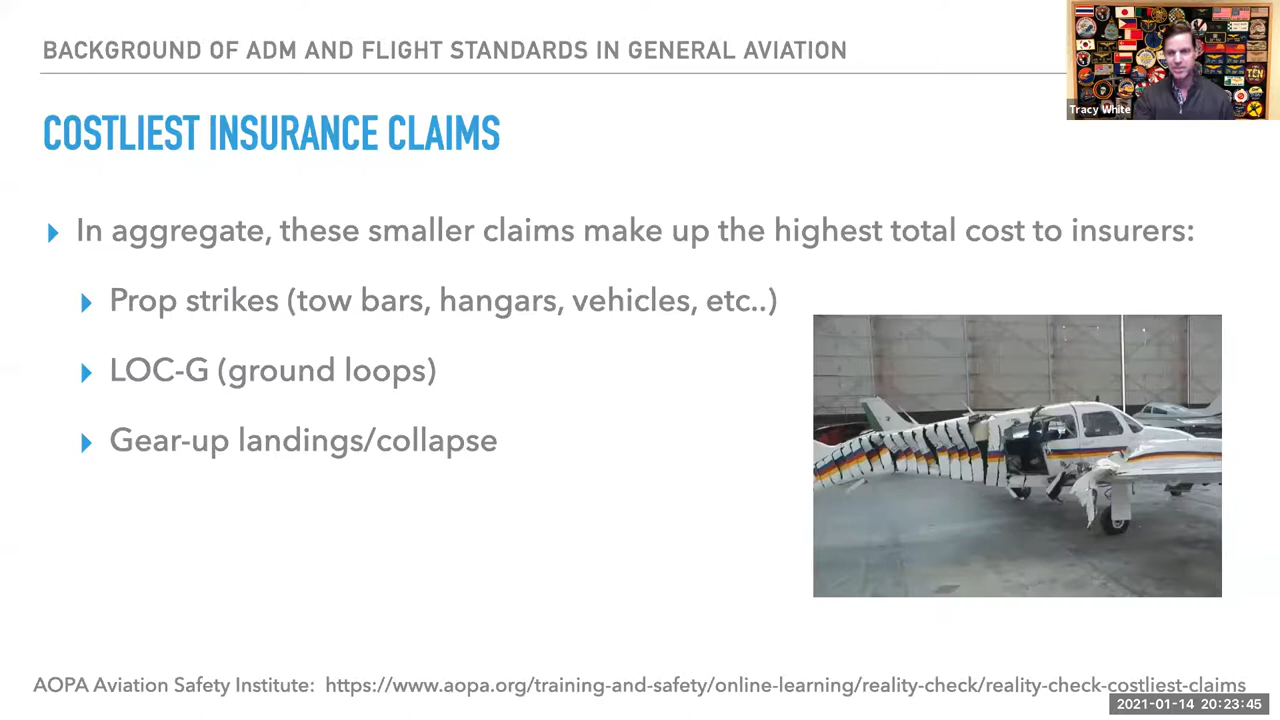 BACKGROUND OF ADM AND FLIGHT STANDARDS IN GENERAL AVIATION
Tracy White
COSTLIEST INSURANCE CLAIMS
In aggregate, these smaller claims make up the highest total cost to insurers:
Prop strikes (tow bars, hangars, vehicles, etc..)
LOC-G (ground loops)
Gear-up landings/collapse
AOPA Aviation Safety Institute: https://www.aopa.org/training-and-safety/online-learning/reality-check/reality-check-costliest-claims
2021-01-14 20:23:45